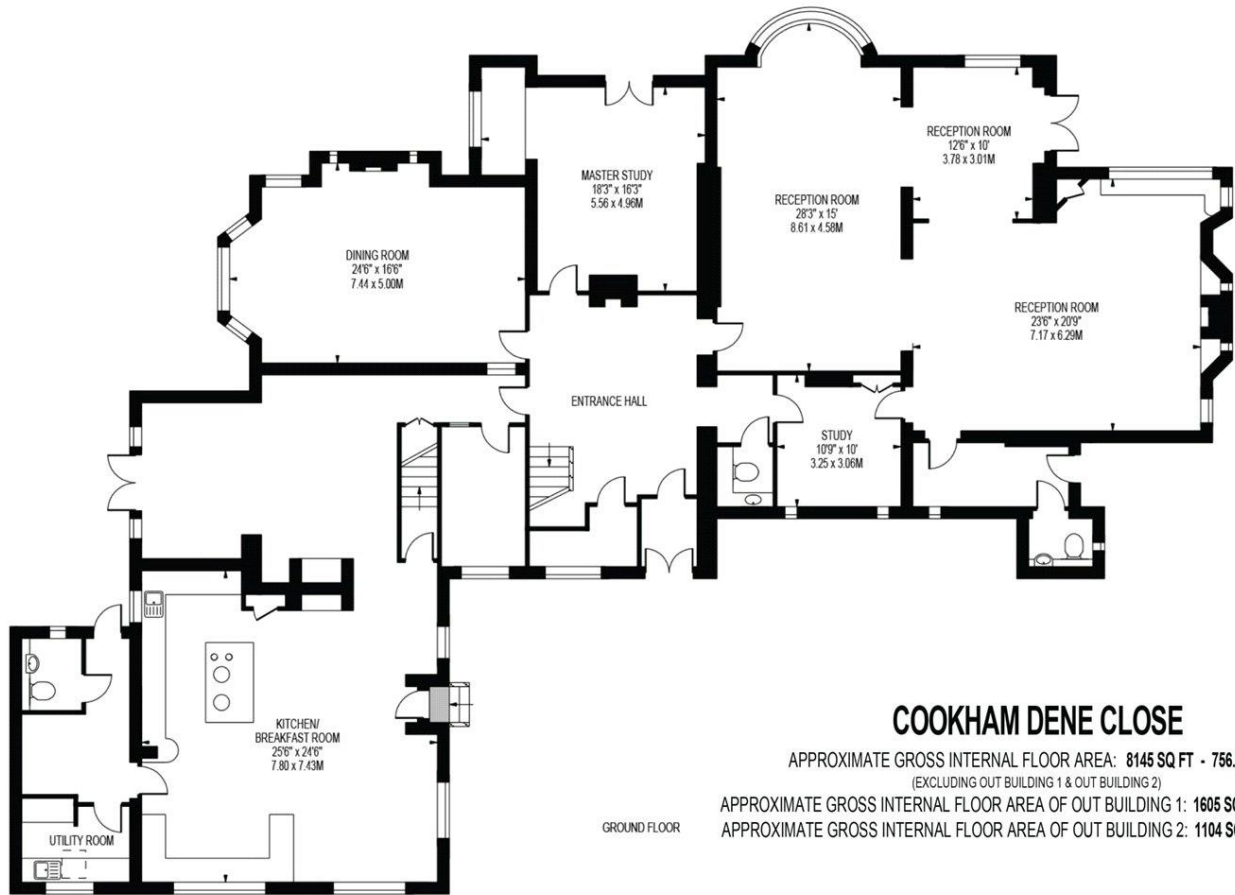 RECEPTION ROOM
12'6" x 10'
3.78 x 3.01M
MASTER STUDY
18'3" x 16'3"
5.56 x 4.96M
RECEPTION ROOM
28'3" x 15'
8.61 x 4.58M
DINING ROOM
24'6" x 16'6"
7.44 x 5.00M
RECEPTION ROOM
23'6" x 20'9"
7.17 x 6.29M
ENTRANCE HALL
STUDY
10'9" x 10'
3.25 x 3.06M
KITCHEN/
BREAKFAST ROOM
25'6" x 24'6"
7.80 x 7.43M
UTILITY ROOM
GROUND FLOOR
COOKHAM DENE CLOSE
APPROXIMATE GROSS INTERNAL FLOOR AREA: 8145 SQ FT - 756.
(EXCLUDING OUT BUILDING 1 & OUT BUILDING 2)
APPROXIMATE GROSS INTERNAL FLOOR AREA OF OUT BUILDING 1: 1605 S
APPROXIMATE GROSS INTERNAL FLOOR AREA OF OUT BUILDING 2: 1104 S